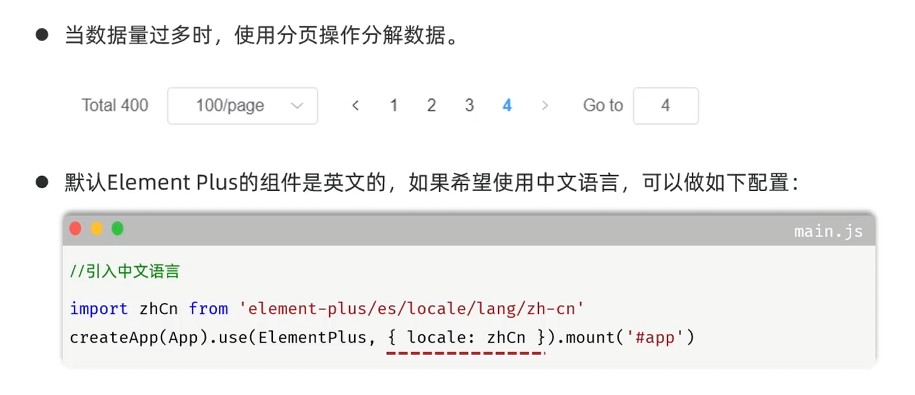 ● 当数据量过多时，使用分页操作分解数据。
Total 400 100/page < 1 2 3 4 > Go to 4
● 默认Element Plus的组件是英文的，如果希望使用中文语言，可以做如下配置：
main.js
//引入中文语言
import zhCn from 'element-plus/es/locale/lang/zh-cn'
createApp(App).use(ElementPlus, { locale: zhCn }).mount('#app')